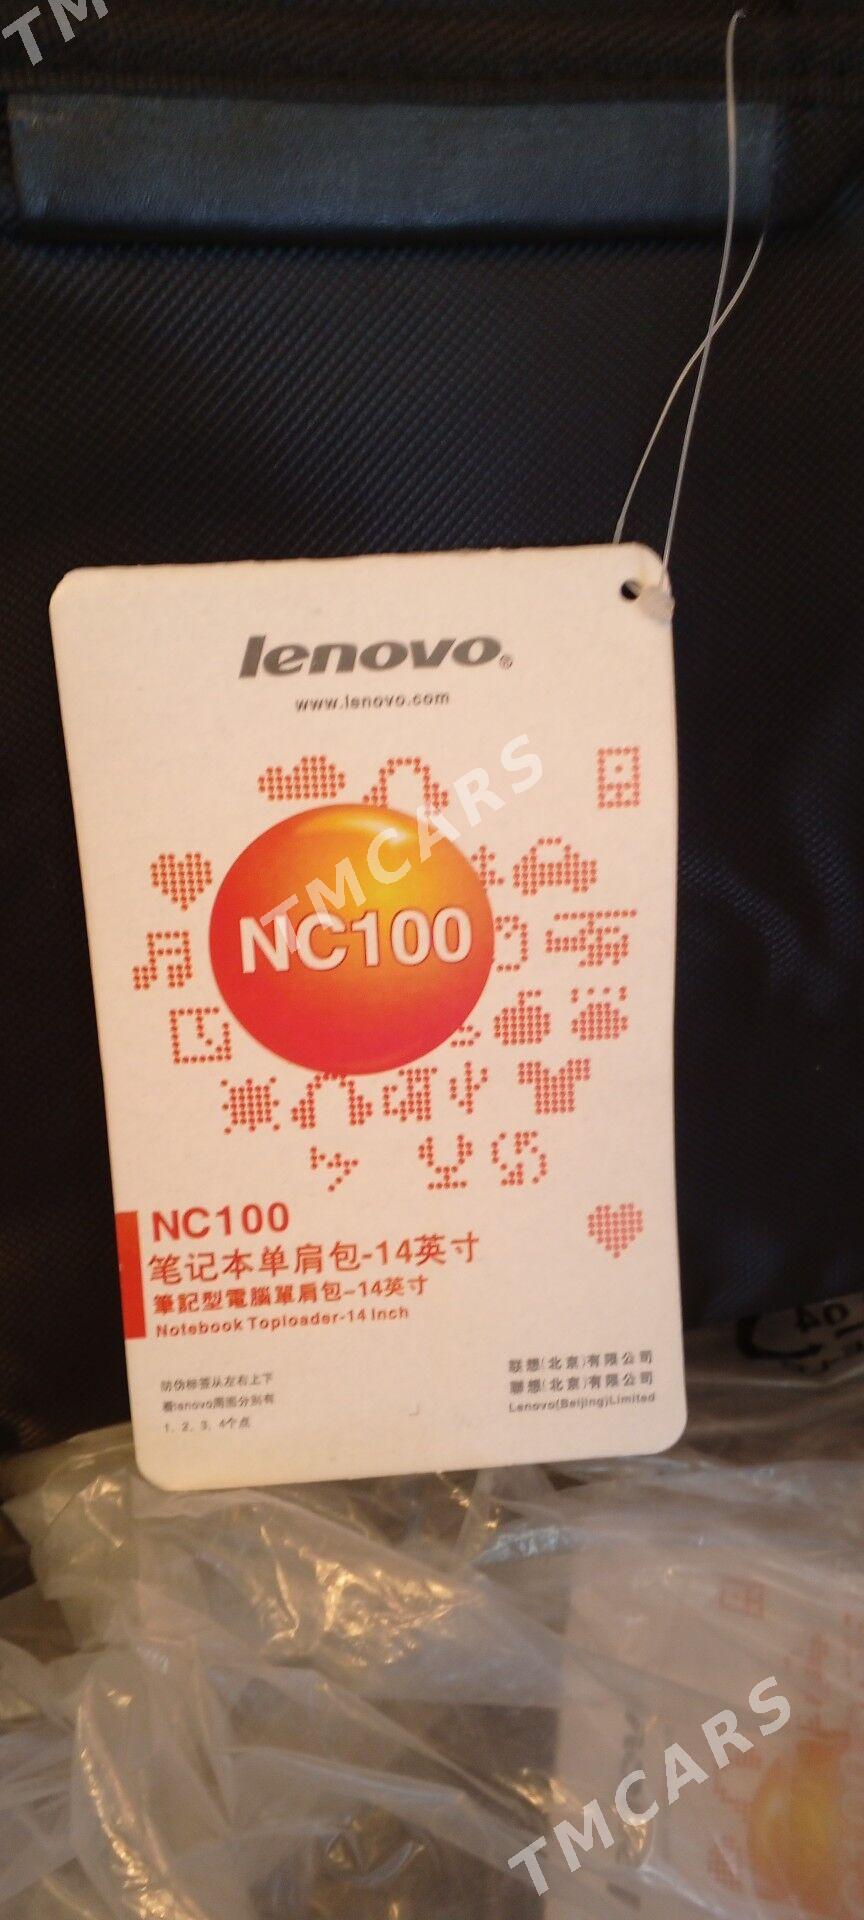 TM
lenovo®
www.lenovo.com
TMCARS
NC100
NC100
笔记本单肩包-14英寸
筆記型電腦單肩包-14英寸
Notebook Toploader-14 Inch
防伪标签从左右上下
看lenovo周围分别有
1、2、3、4个点
联想(北京)有限公司
聯想(北京)有限公司
Lenovo(Beijing)Limited
04
TMCARS